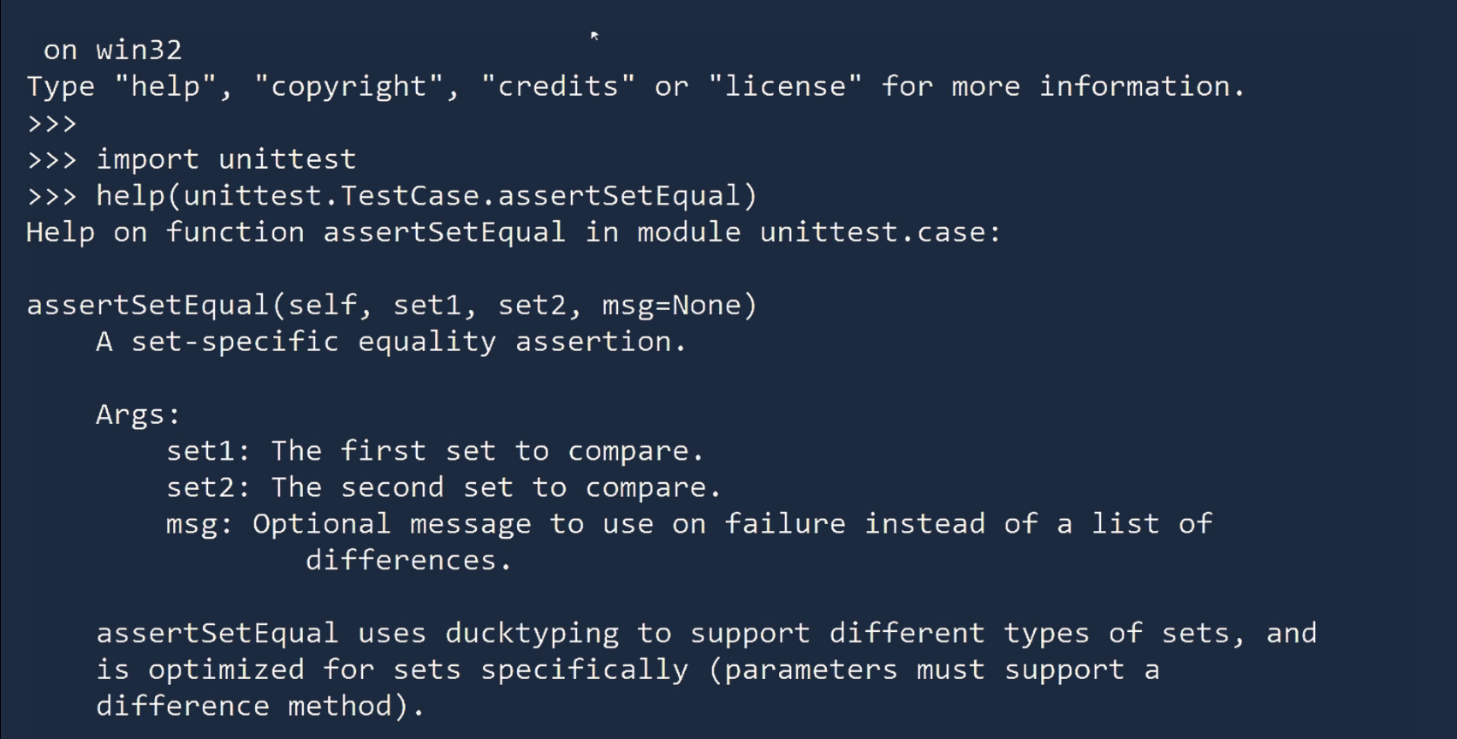 on win32
Type "help", "copyright", "credits" or "license" for more information.
>>>
>>> import unittest
>>> help(unittest.TestCase.assertSetEqual)
Help on function assertSetEqual in module unittest.case:

assertSetEqual(self, set1, set2, msg=None)
    A set-specific equality assertion.

    Args:
        set1: The first set to compare.
        set2: The second set to compare.
        msg: Optional message to use on failure instead of a list of
                differences.

    assertSetEqual uses ducktyping to support different types of sets, and
    is optimized for sets specifically (parameters must support a
    difference method).